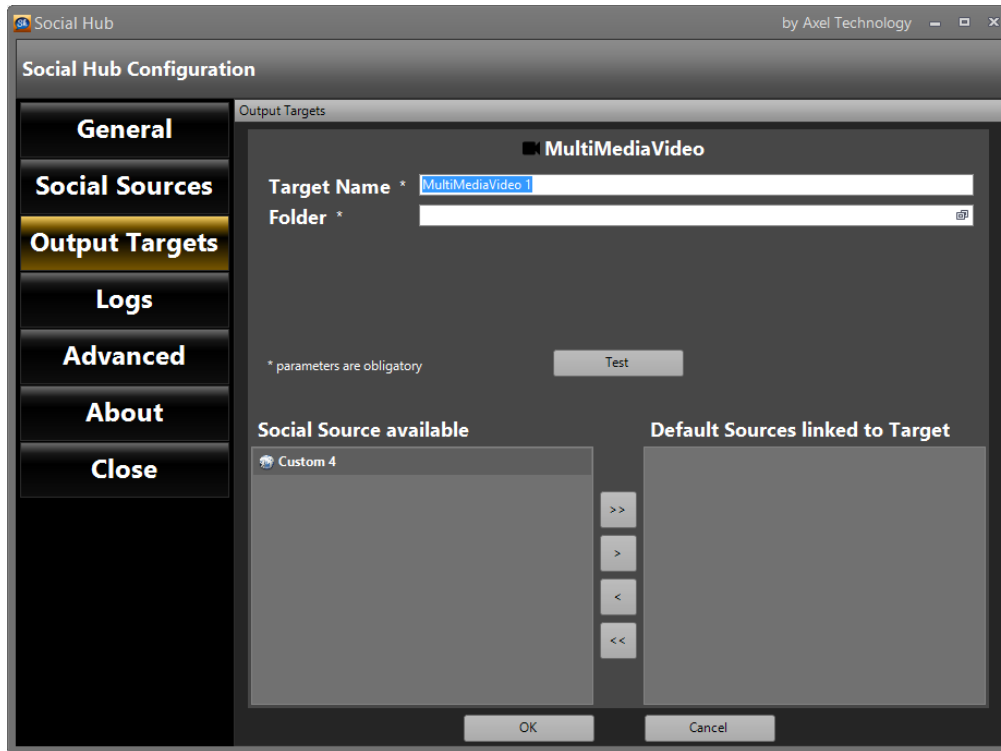 Social Hub by Axel Technology
Social Hub Configuration
General
Social Sources
Output Targets
Logs
Advanced
About
Close
Output Targets
MultiMediaVideo
Target Name * MultiMediaVideo 1
Folder *
* parameters are obligatory
Test
Social Source available
Custom 4
>>
>
<
<<
Default Sources linked to Target
OK
Cancel